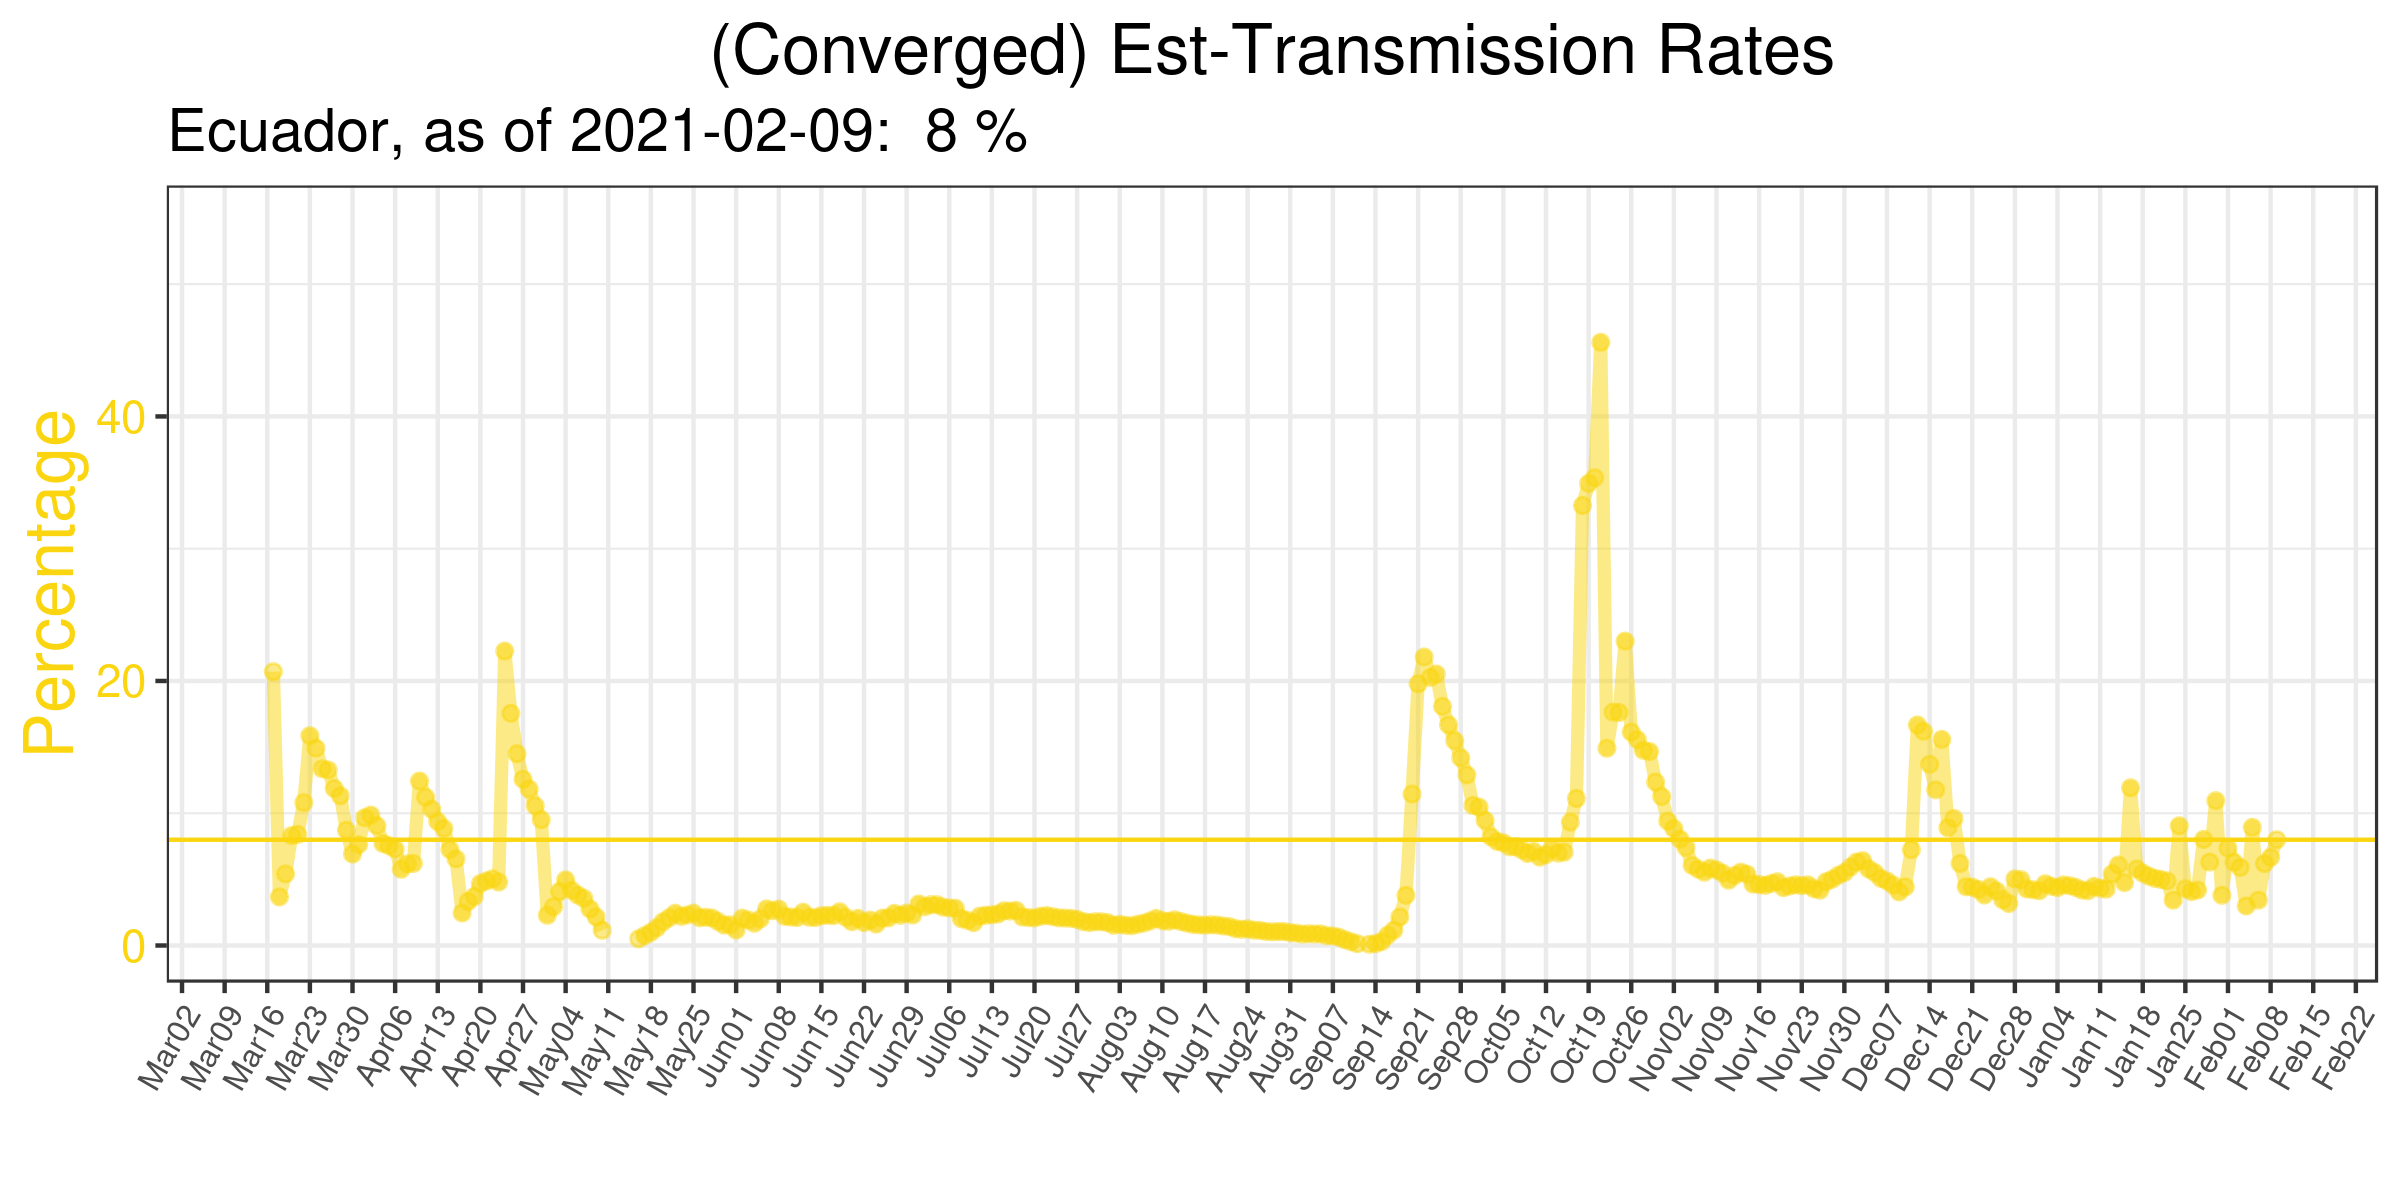 (Converged) Est-Transmission Rates
Ecuador, as of 2021-02-09:  8 %
Percentage
40
20
0
Mar02 Mar09 Mar16 Mar23 Mar30 Apr06 Apr13 Apr20 Apr27 May04 May11 May18 May25 Jun01 Jun08 Jun15 Jun22 Jun29 Jul06 Jul13 Jul20 Jul27 Aug03 Aug10 Aug17 Aug24 Aug31 Sep07 Sep14 Sep21 Sep28 Oct05 Oct12 Oct19 Oct26 Nov02 Nov09 Nov16 Nov23 Nov30 Dec07 Dec14 Dec21 Dec28 Jan04 Jan11 Jan18 Jan25 Feb01 Feb08 Feb15 Feb22